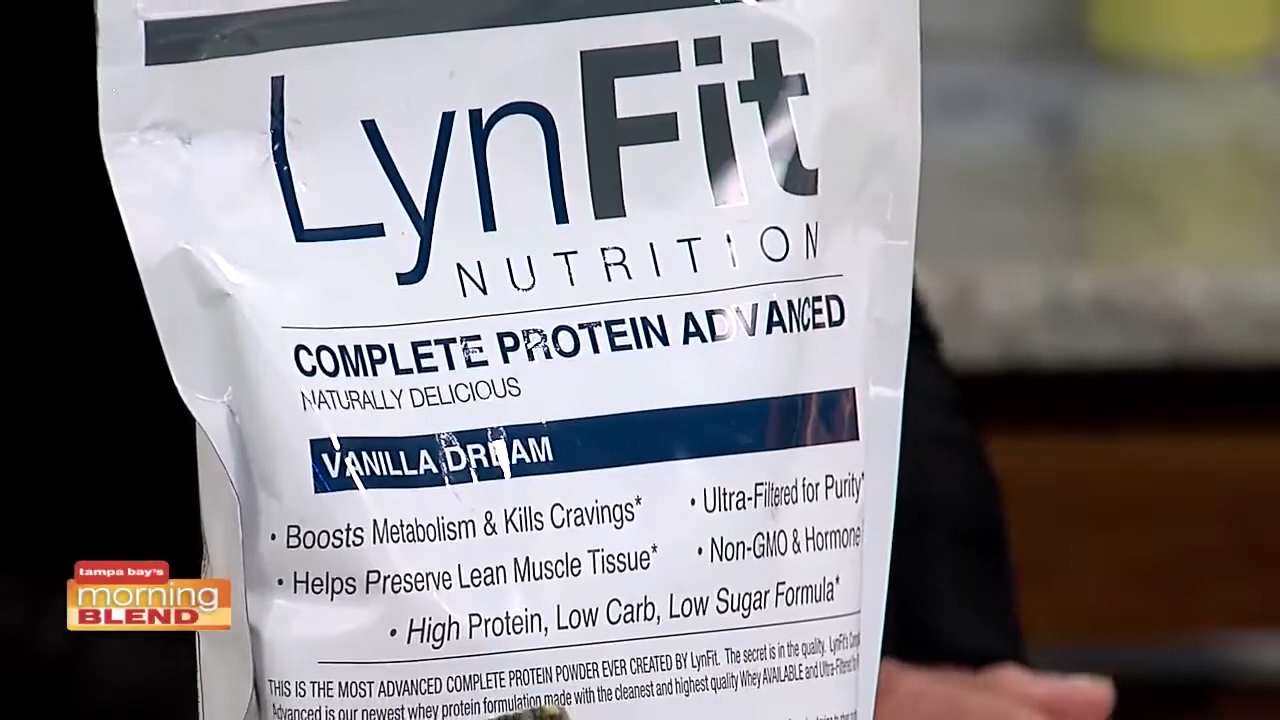 LynFit
NUTRITION
COMPLETE PROTEIN ADVANCED
NATURALLY DELICIOUS
VANILLA DREAM
• Boosts Metabolism & Kills Cravings*
• Ultra-Filtered for Purity*
• Helps Preserve Lean Muscle Tissue*
• Non-GMO & Hormone
• High Protein, Low Carb, Low Sugar Formula*
THIS IS THE MOST ADVANCED COMPLETE PROTEIN POWDER EVER CREATED BY LynFit. The secret is in the quality. LynFit's
Advanced is our newest whey protein formulation made with the cleanest and highest quality Whey AVAILABLE and Ultra-Filtered
tampa bay's
morning
BLEND